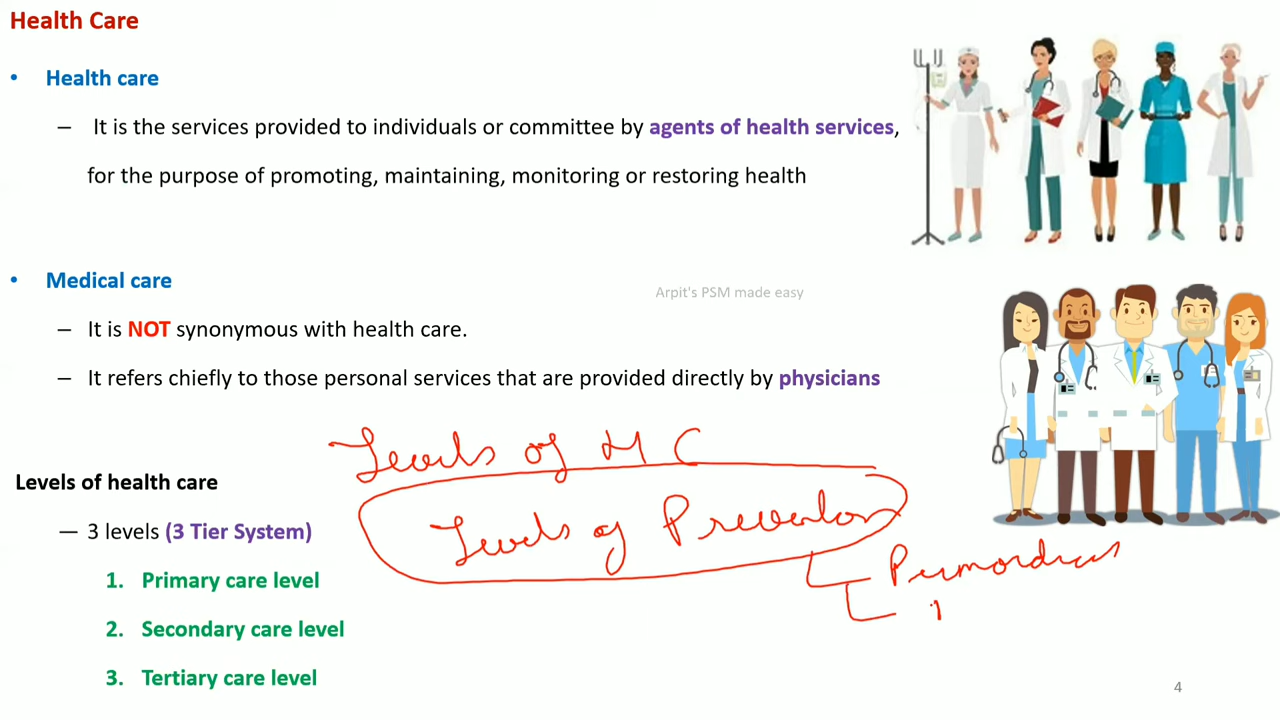 Health Care
• Health care
– It is the services provided to individuals or committee by agents of health services,
for the purpose of promoting, maintaining, monitoring or restoring health
• Medical care
Arpit's PSM made easy
– It is NOT synonymous with health care.
– It refers chiefly to those personal services that are provided directly by physicians
Levels of H C
Levels of health care
Levels of Prevention
— 3 levels (3 Tier System)
Primordial
1. Primary care level
2. Secondary care level
3. Tertiary care level
4